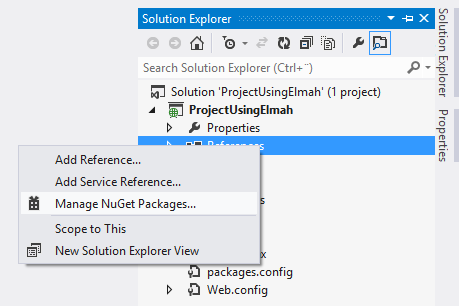 Solution Explorer
Search Solution Explorer (Ctrl+¨)
Solution 'ProjectUsingElmah' (1 project)
ProjectUsingElmah
Properties
References
Add Reference...
Add Service Reference...
Manage NuGet Packages...
Scope to This
New Solution Explorer View
packages.config
Web.config
Solution Explorer
Properties